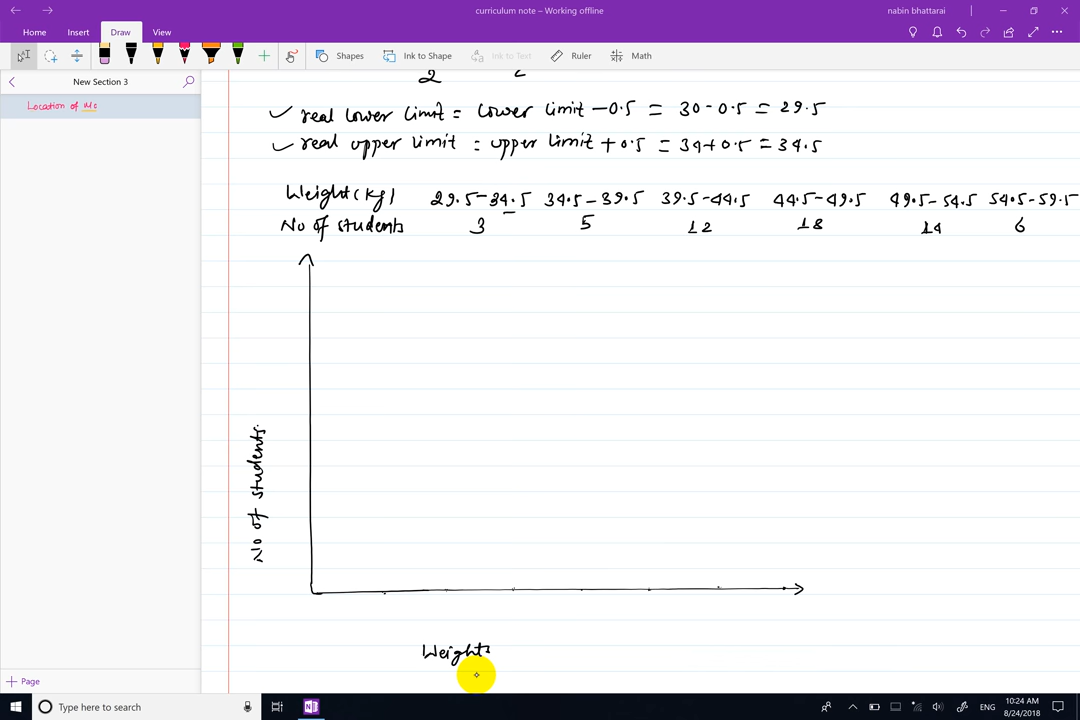 curriculum note – Working offline
nabin bhattarai
Home Insert Draw View
Shapes Ink to Shape Ink to Text Ruler Math
New Section 3
Location of Mo
2
real lower limit = lower limit – 0.5 = 30 - 0.5 = 29.5
real upper limit = upper limit + 0.5 = 34 + 0.5 = 34.5
Weight(Kg) 29.5 - 34.5 34.5 - 39.5 39.5 - 44.5 44.5 - 49.5 49.5 - 54.5 54.5 - 59.5
No of students 3 5 12 18 14 6
No of students
Weights
Page
Type here to search
ENG
10:24 AM
8/24/2018